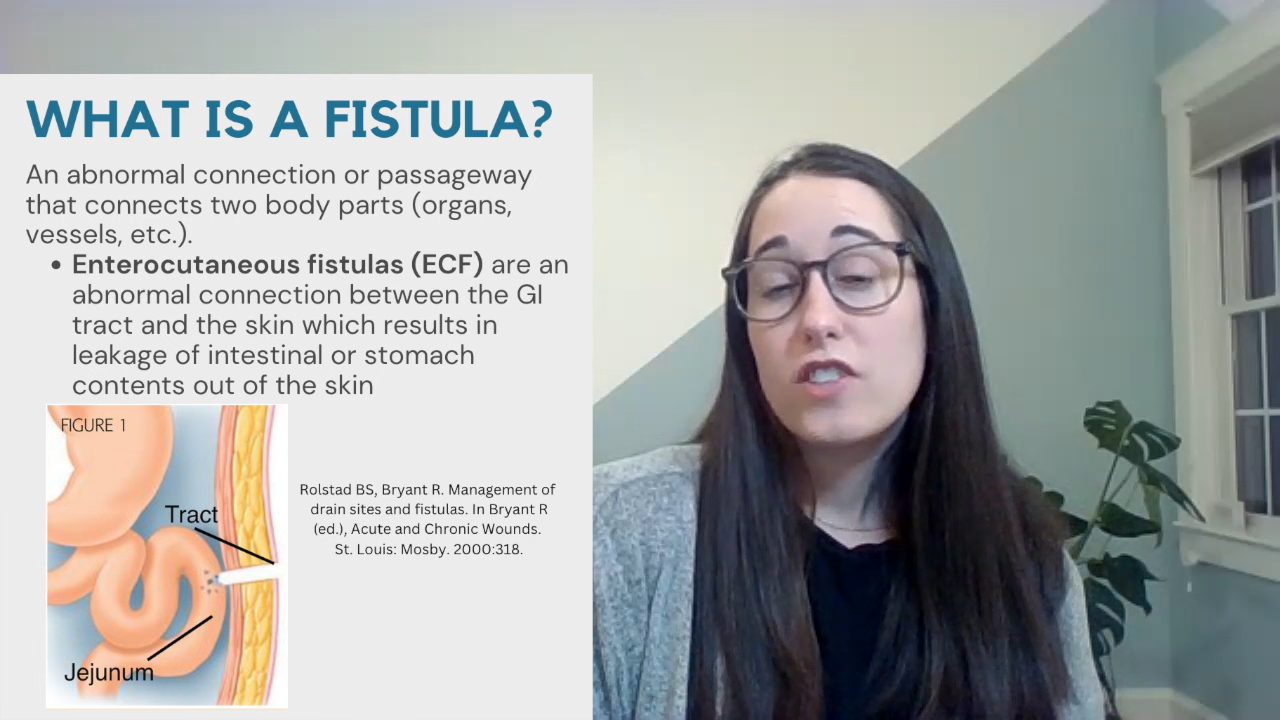 WHAT IS A FISTULA?
An abnormal connection or passageway
that connects two body parts (organs,
vessels, etc.).
• Enterocutaneous fistulas (ECF) are an
abnormal connection between the GI
tract and the skin which results in
leakage of intestinal or stomach
contents out of the skin
FIGURE 1
Tract
Jejunum
Rolstad BS, Bryant R. Management of
drain sites and fistulas. In Bryant R
(ed.), Acute and Chronic Wounds.
St. Louis: Mosby. 2000:318.